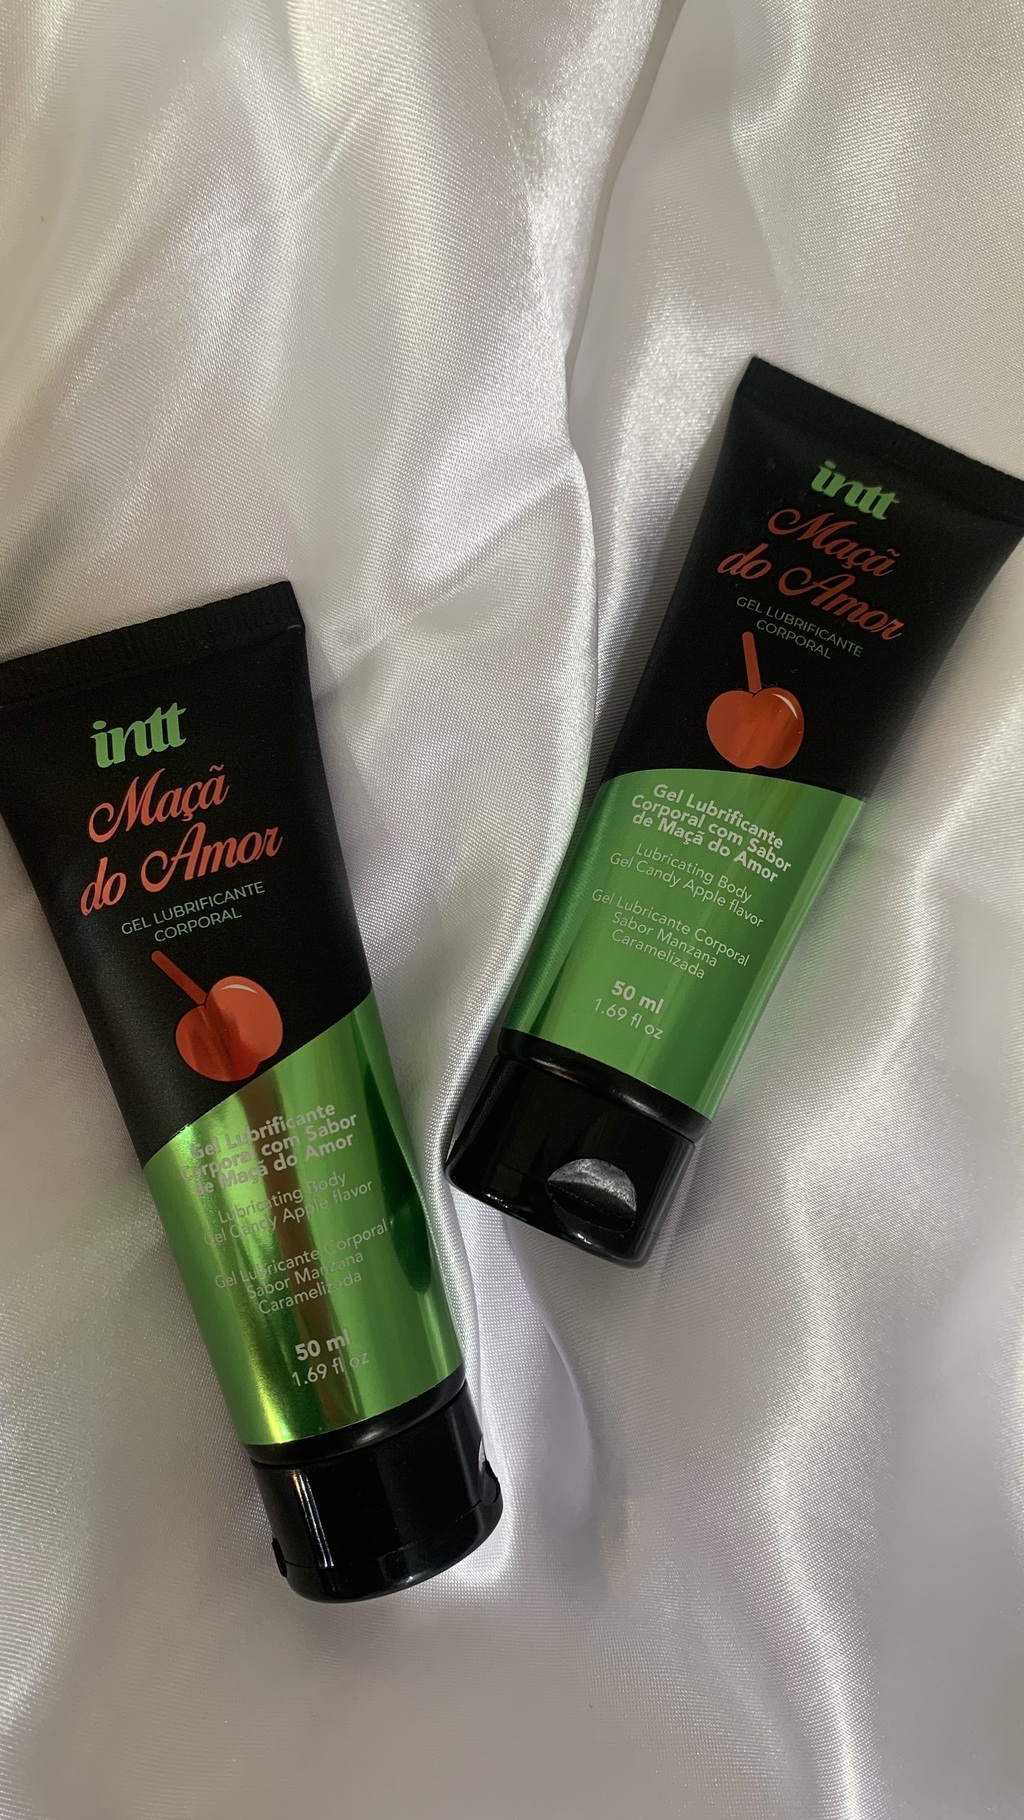 intt
Maçã
do Amor
GEL LUBRIFICANTE
CORPORAL
Gel Lubrificante
Corporal com Sabor
de Maçã do Amor
Lubricating Body
Gel Candy Apple flavor
Gel Lubricante Corporal
Sabor Manzana
Caramelizada
50 ml
1.69 fl oz
intt
Maçã
do Amor
GEL LUBRIFICANTE
CORPORAL
Gel Lubrificante
Corporal com Sabor
de Maçã do Amor
Lubricating Body
Gel Candy Apple flavor
Gel Lubricante Corporal
Sabor Manzana
Caramelizada
50 ml
1.69 fl oz